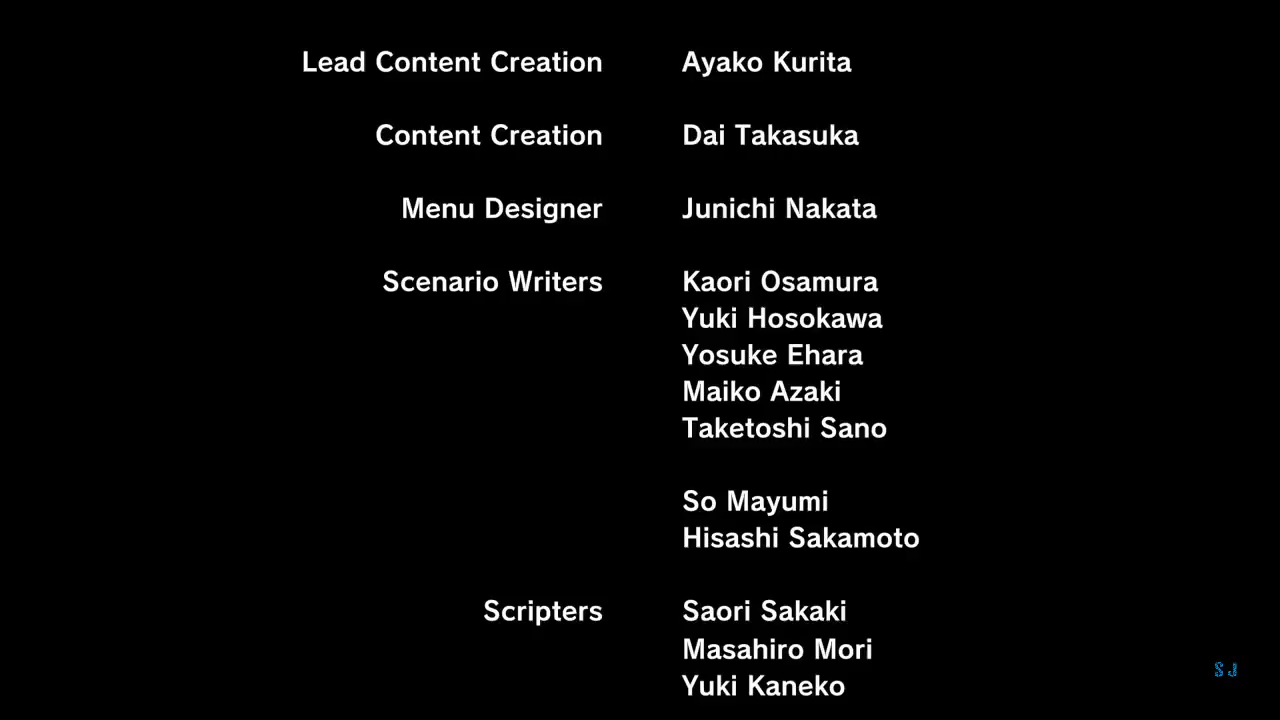 Lead Content Creation Ayako Kurita
Content Creation Dai Takasuka
Menu Designer Junichi Nakata
Scenario Writers Kaori Osamura
Yuki Hosokawa
Yosuke Ehara
Maiko Azaki
Taketoshi Sano
So Mayumi
Hisashi Sakamoto
Scripters Saori Sakaki
Masahiro Mori
Yuki Kaneko
SJ